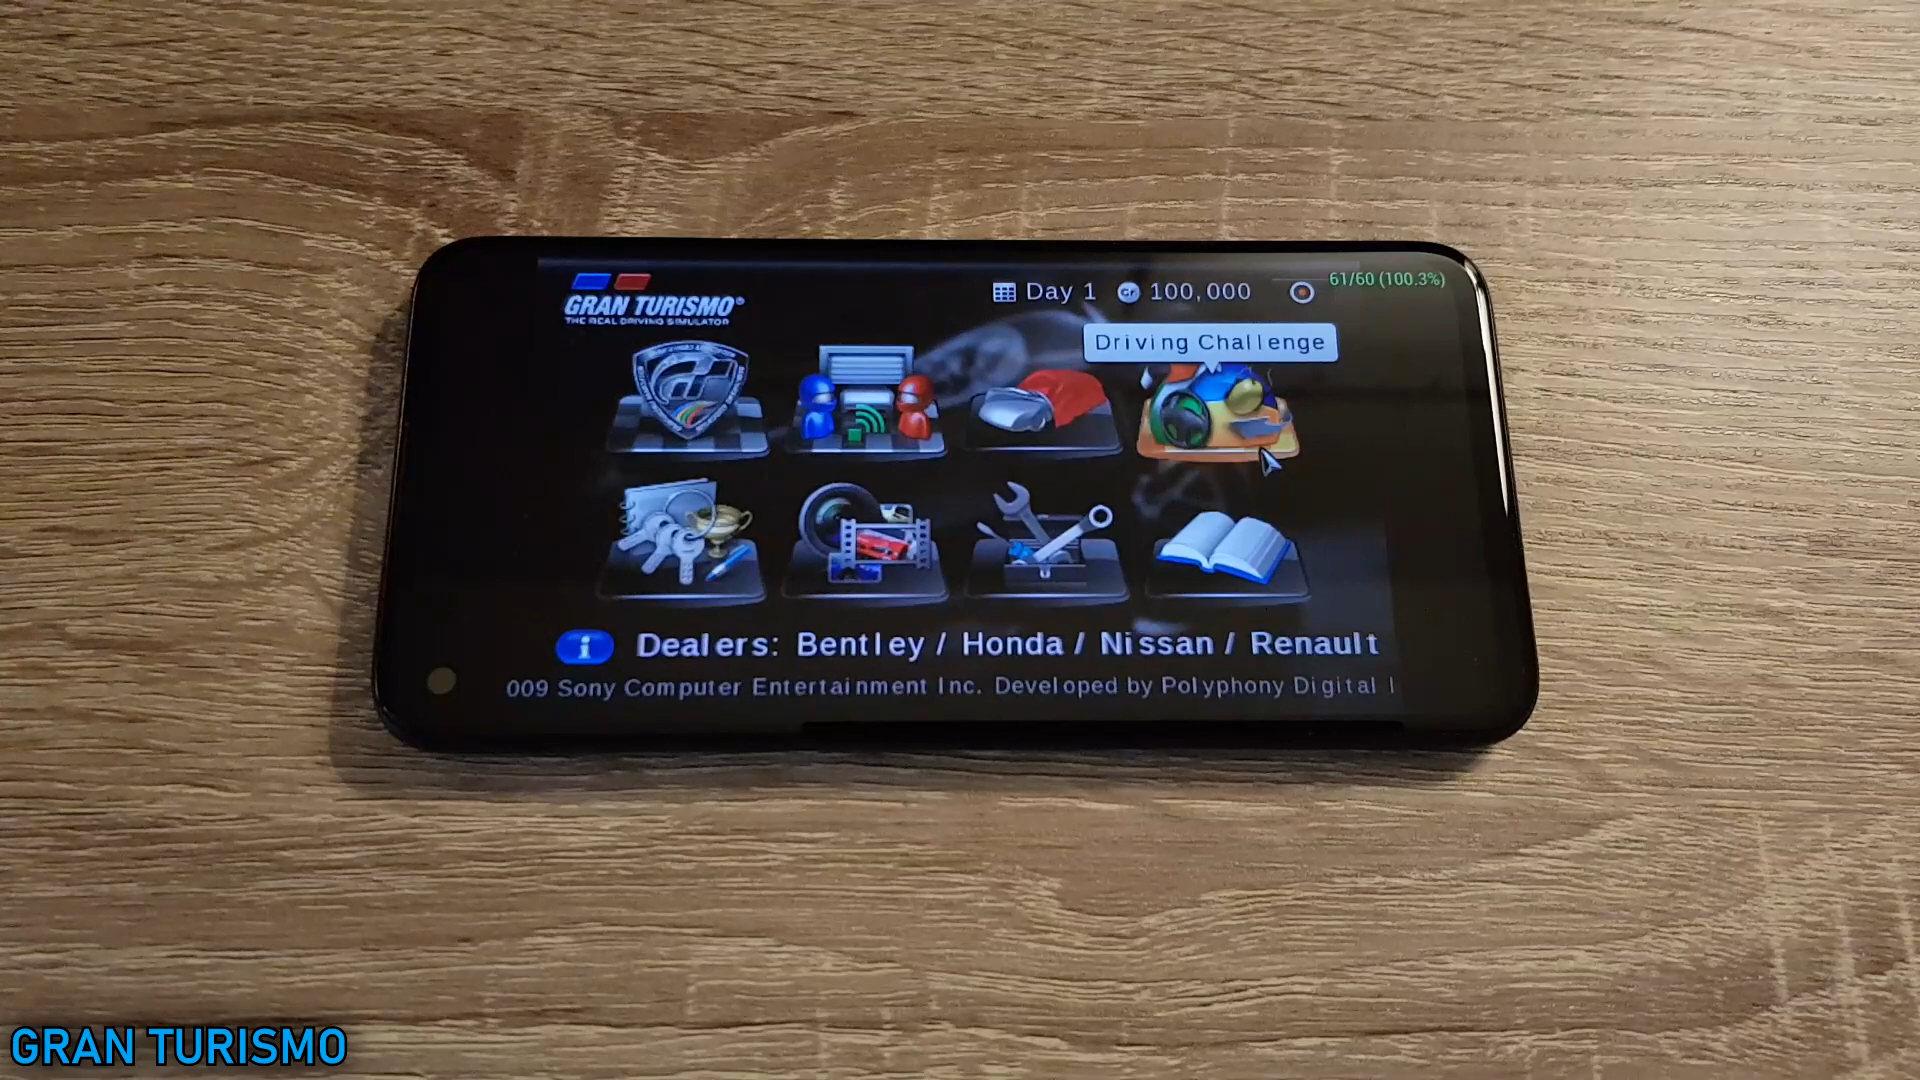 GRAN TURISMO
THE REAL DRIVING SIMULATOR
Day 1 Cr 100,000
61/60 (100.3%)
Driving Challenge
i Dealers: Bentley / Honda / Nissan / Renault
009 Sony Computer Entertainment Inc. Developed by Polyphony Digital I
GRAN TURISMO